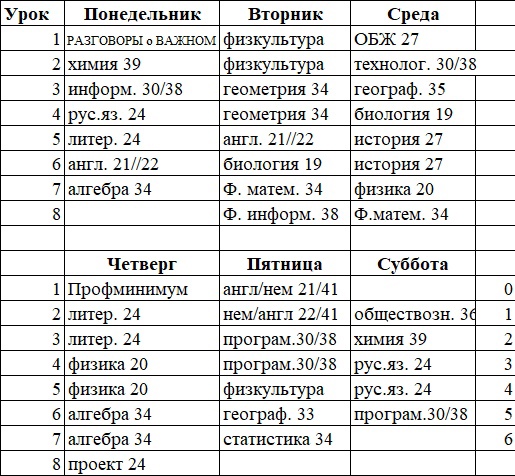 Урок Понедельник Вторник Среда
1 РАЗГОВОРЫ о ВАЖНОМ физкультура ОБЖ 27
2 химия 39 физкультура технолог. 30/38
3 информ. 30/38 геометрия 34 географ. 35
4 рус.яз. 24 геометрия 34 биология 19
5 литер. 24 англ. 21//22 история 27
6 англ. 21//22 биология 19 история 27
7 алгебра 34 Ф. матем. 34 физика 20
8 Ф. информ. 38 Ф.матем. 34
Четверг Пятница Суббота
1 Профминимум англ/нем 21/41 0
2 литер. 24 нем/англ 22/41 обществозн. 36 1
3 литер. 24 програм.30/38 химия 39 2
4 физика 20 програм.30/38 рус.яз. 24 3
5 физика 20 физкультура рус.яз. 24 4
6 алгебра 34 географ. 33 програм.30/38 5
7 алгебра 34 статистика 34 6
8 проект 24